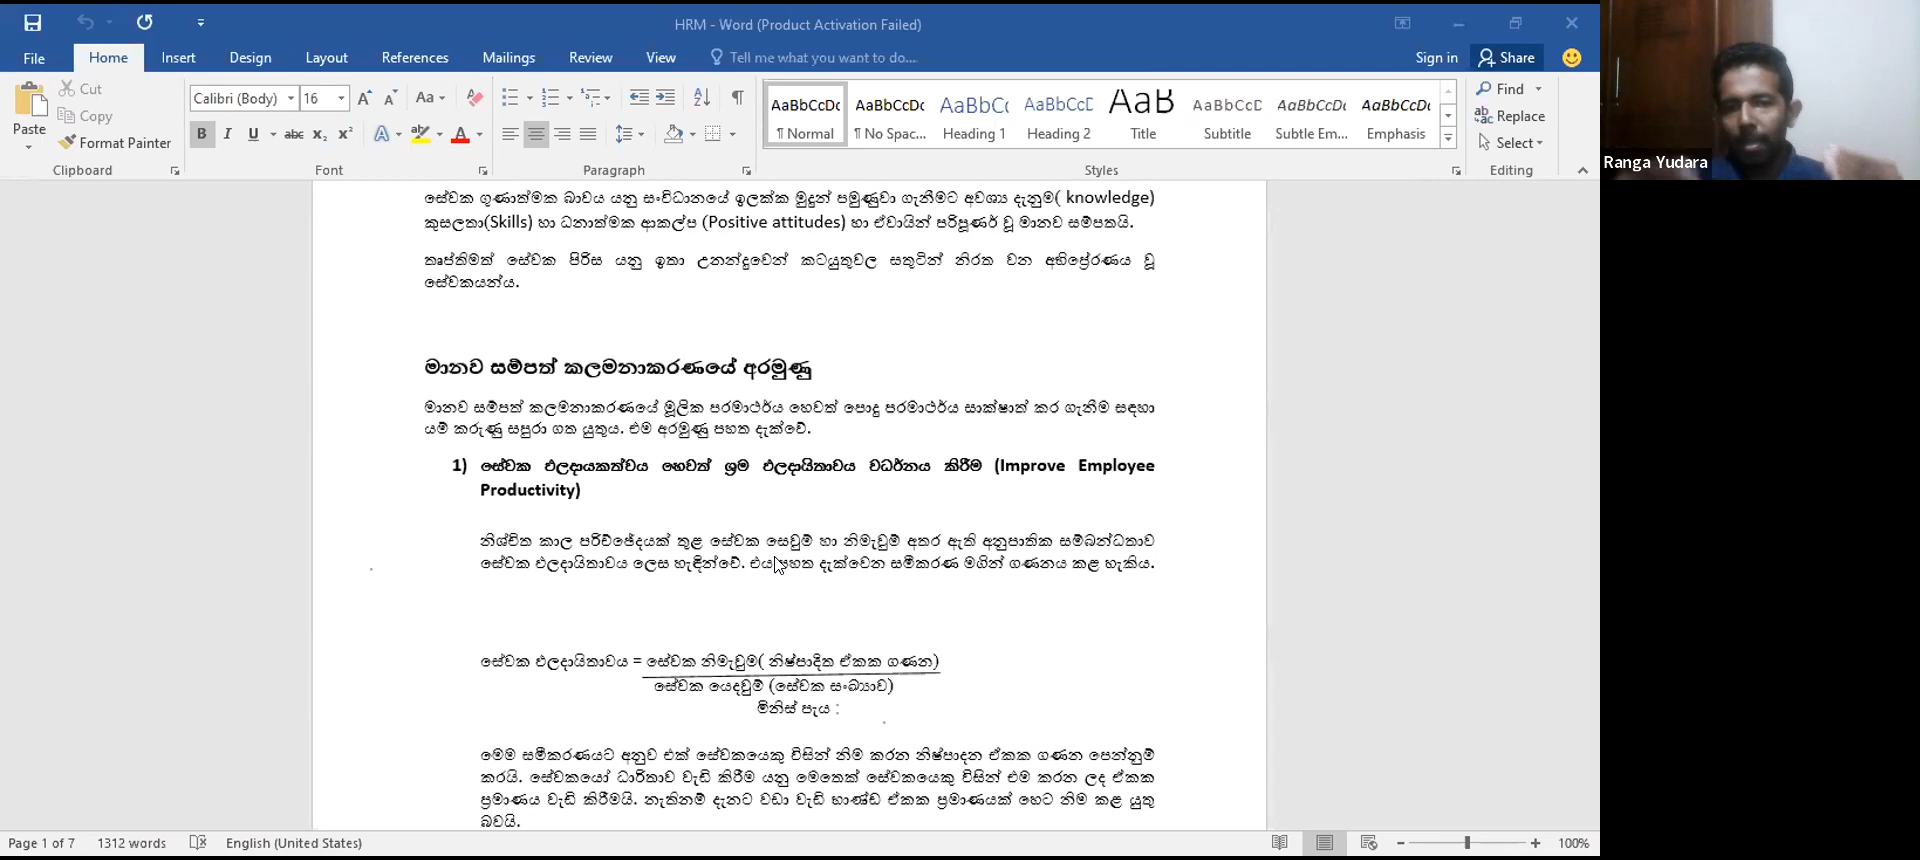 HRM - Word (Product Activation Failed)
File Home Insert Design Layout References Mailings Review View Tell me what you want to do.... Sign in Share
Paste Cut Copy Format Painter Clipboard
Calibri (Body) 16 Aa
B I U abc x₂ x² A A
Font
Paragraph
AaBbCcDc AaBbCcDc AaBbC( AaBbCcD AaB AaBbCcD AaBbCcDt AaBbCcDt
¶ Normal ¶ No Spac... Heading 1 Heading 2 Title Subtitle Subtle Em... Emphasis
Styles
Find Replace Select Editing
Ranga Yudara
සේවක ගුණාත්මක බාවය යනු සංවිධානයේ ඉලක්ක මුදුන් පමුණුවා ගැනීමට අවශ්‍ය දැනුම( knowledge)
කුසලතා(Skills) හා ධනාත්මක ආකල්ප (Positive attitudes) හා ඒවායින් පරිපූර්ණ වූ මානව සම්පතයි.
තෘප්තිමත් සේවක පිරිස යනු ඉතා උනන්දුවෙන් කටයුතුවල සතුටින් නිරත වන අභිප්‍රේරණය වූ
සේවකයන්ය.
මානව සම්පත් කලමනාකරණයේ අරමුණු
මානව සම්පත් කලමනාකරණයේ මූලික පරමාර්ථය හෙවත් පොදු පරමාර්ථය සාක්ෂාත් කර ගැනීම සඳහා
යම් කරුණු සපුරා ගත යුතුය. එම අරමුණු පහත දැක්වේ.
1) සේවක ඵලදායකත්වය හෙවත් ශ්‍රම ඵලදායිතාවය වර්ධනය කිරීම (Improve Employee
Productivity)
නිශ්චිත කාල පරිච්ඡේදයක් තුළ සේවක සෙවුම් හා නිමැවුම් අතර ඇති අනුපාතික සම්බන්ධතාව
සේවක ඵලදායිතාවය ලෙස හැඳින්වේ. එය පහත දැක්වෙන සමීකරණ මගින් ගණනය කළ හැකිය.
සේවක ඵලදායිතාවය = සේවක නිමැවුම( නිෂ්පාදිත ඒකක ගණන)
සේවක යෙදවුම් (සේවක සංඛ්‍යාව)
මිනිස් පැය :
මෙම සමීකරණයට අනුව එක් සේවකයෙකු විසින් නිම කරන නිෂ්පාදන ඒකක ගණන පෙන්නුම්
කරයි. සේවකයෝ ධාරිතාව වැඩි කිරීම යනු මෙතෙක් සේවකයෙකු විසින් එම කරන ලද ඒකක
ප්‍රමාණය වැඩි කිරීමයි. නැතිනම් දැනට වඩා වැඩි භාණ්ඩ ඒකක ප්‍රමාණයක් හෙට නිම කළ යුතු
බවයි.
Page 1 of 7 1312 words English (United States) 100%